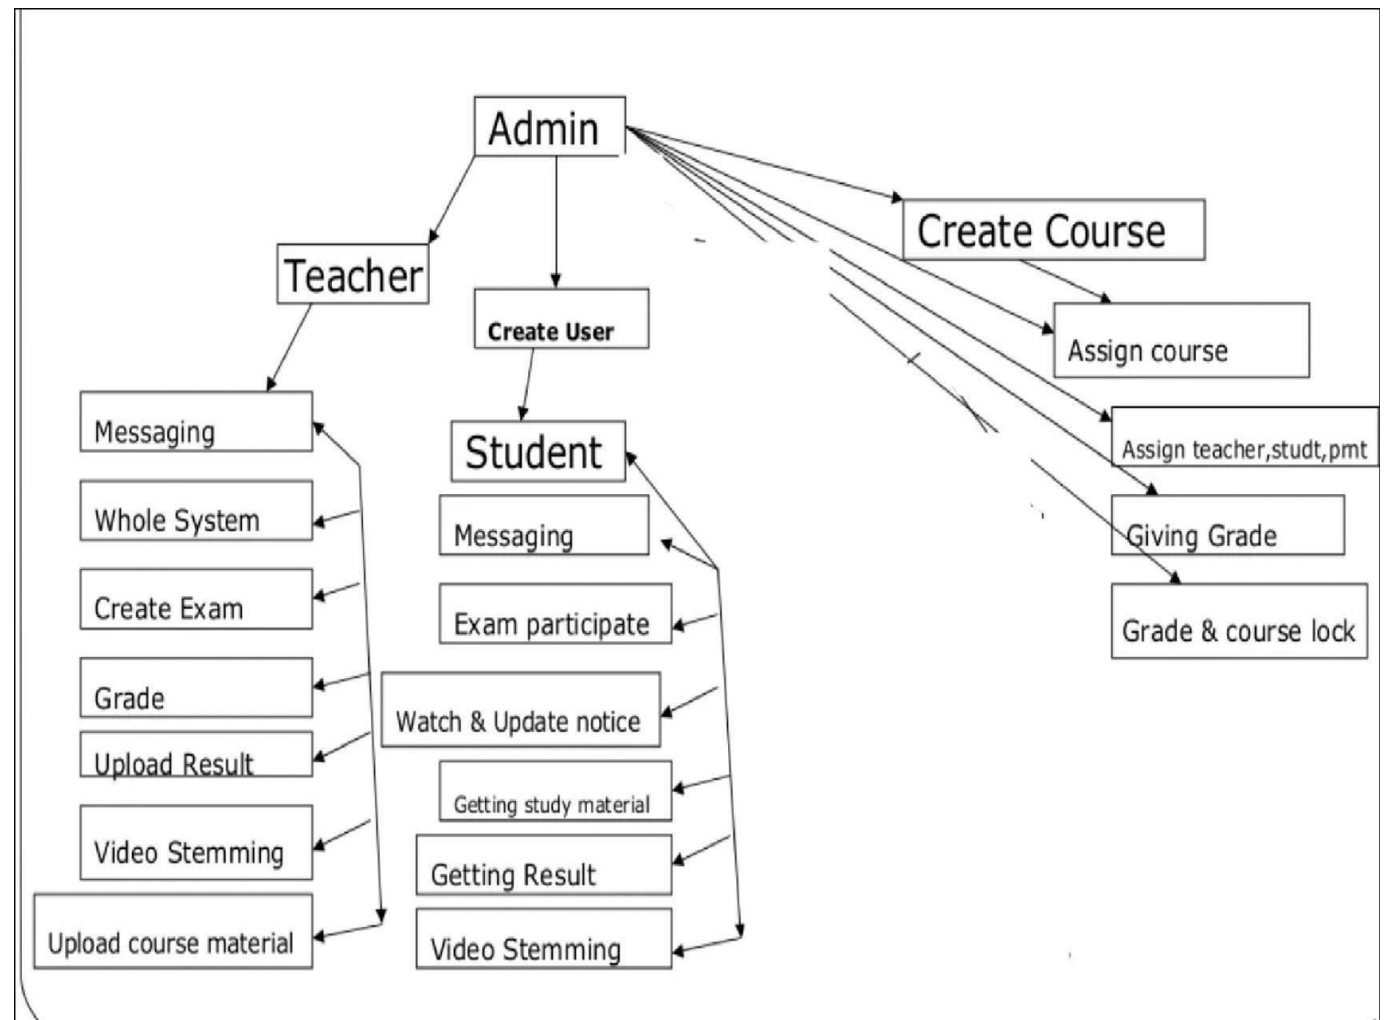 Admin
Create Course
Teacher
Create User
Assign course
Messaging
Student
Assign teacher,studt,pmt
Whole System
Messaging
Giving Grade
Create Exam
Exam participate
Grade & course lock
Grade
Watch & Update notice
Upload Result
Getting study material
Video Stemming
Getting Result
Upload course material
Video Stemming